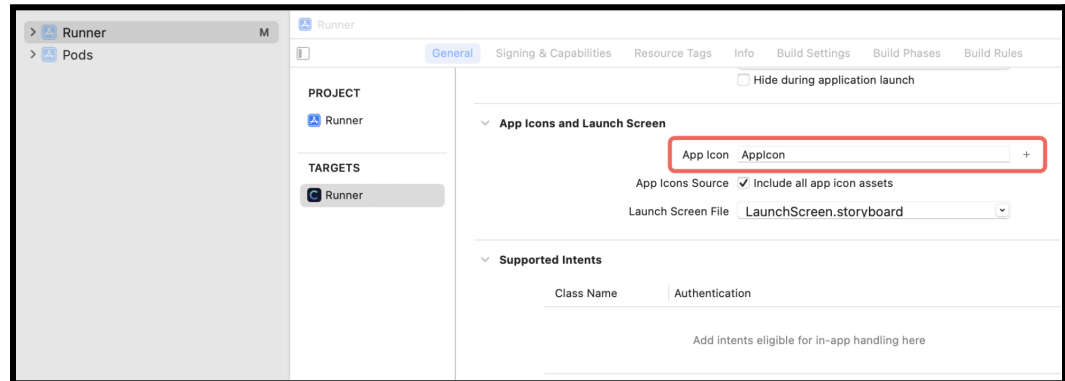 Runner M
Pods
Runner
General Signing & Capabilities Resource Tags Info Build Settings Build Phases Build Rules
PROJECT
Runner
TARGETS
Runner
Hide during application launch
App Icons and Launch Screen
App Icon AppIcon +
App Icons Source Include all app icon assets
Launch Screen File LaunchScreen.storyboard
Supported Intents
Class Name Authentication
Add intents eligible for in-app handling here